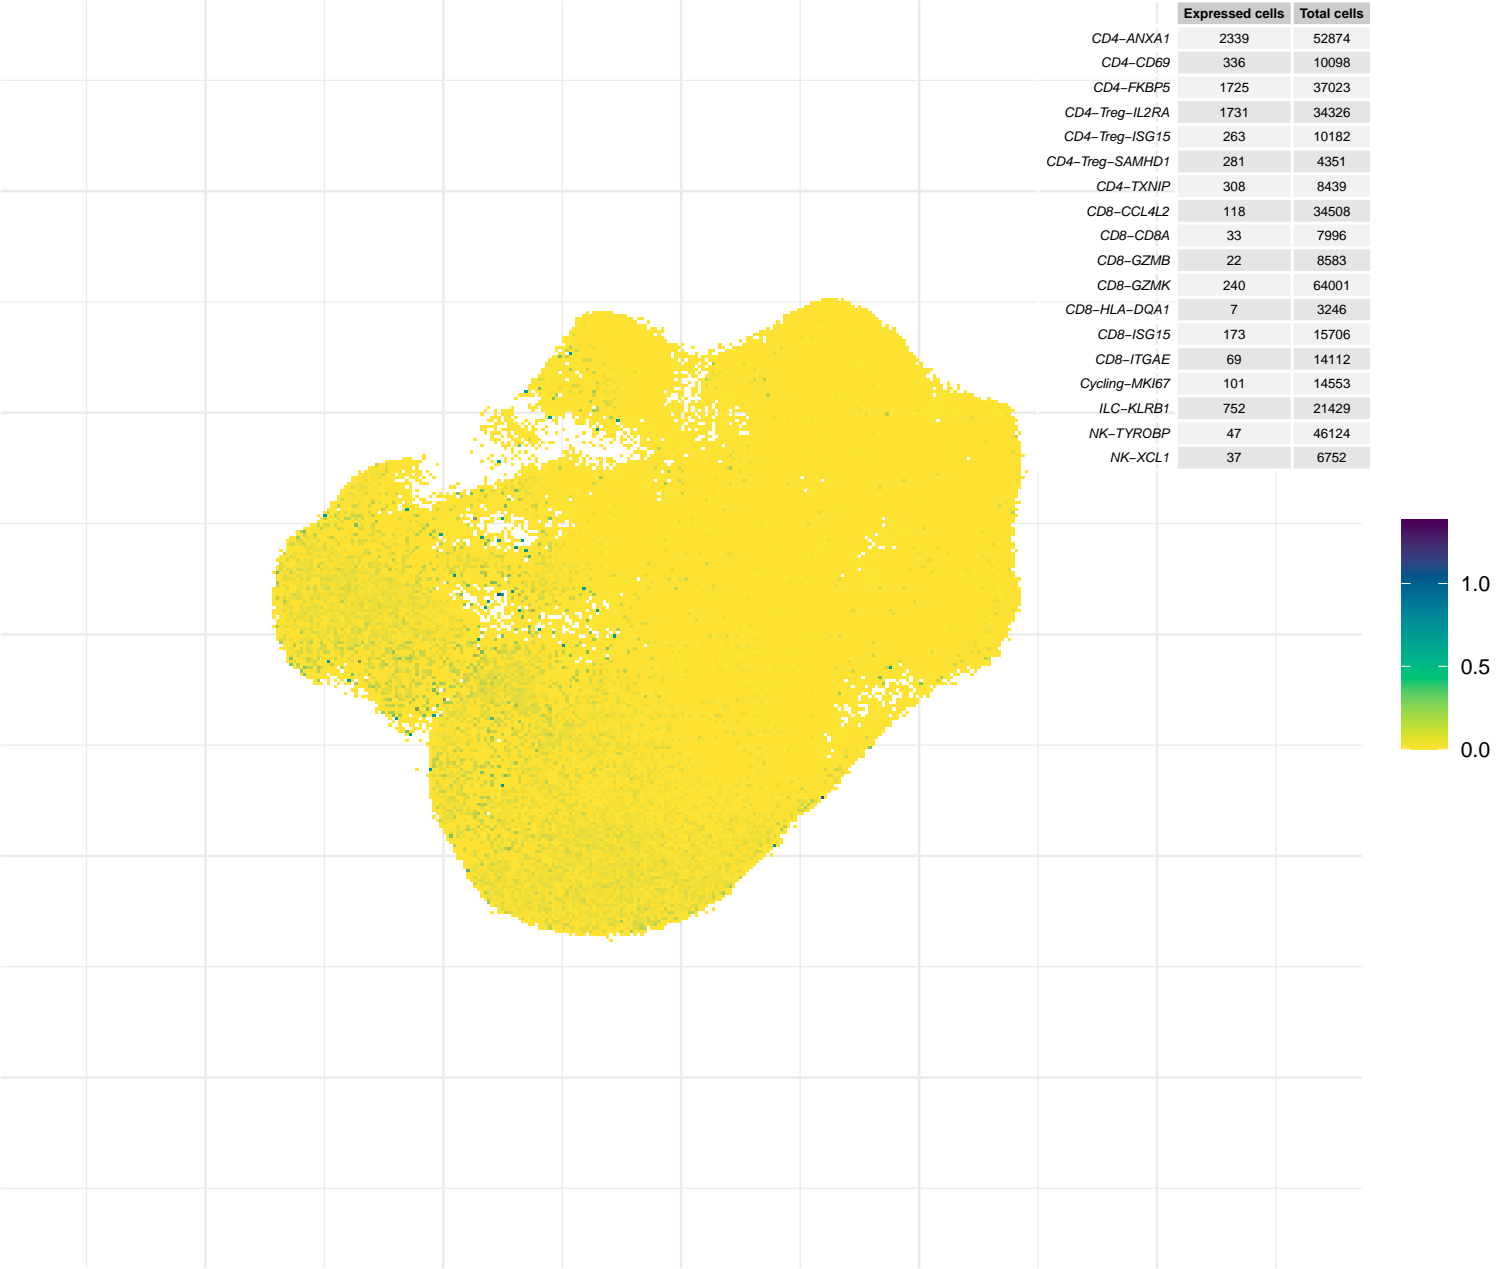 Expressed cells Total cells
CD4−ANXA1 2339 52874
CD4−CD69 336 10098
CD4−FKBP5 1725 37023
CD4−Treg−IL2RA 1731 34326
CD4−Treg−ISG15 263 10182
CD4−Treg−SAMHD1 281 4351
CD4−TXNIP 308 8439
CD8−CCL4L2 118 34508
CD8−CD8A 33 7996
CD8−GZMB 22 8583
CD8−GZMK 240 64001
CD8−HLA−DQA1 7 3246
CD8−ISG15 173 15706
CD8−ITGAE 69 14112
Cycling−MKI67 101 14553
ILC−KLRB1 752 21429
NK−TYROBP 47 46124
NK−XCL1 37 6752
1.0
0.5
0.0